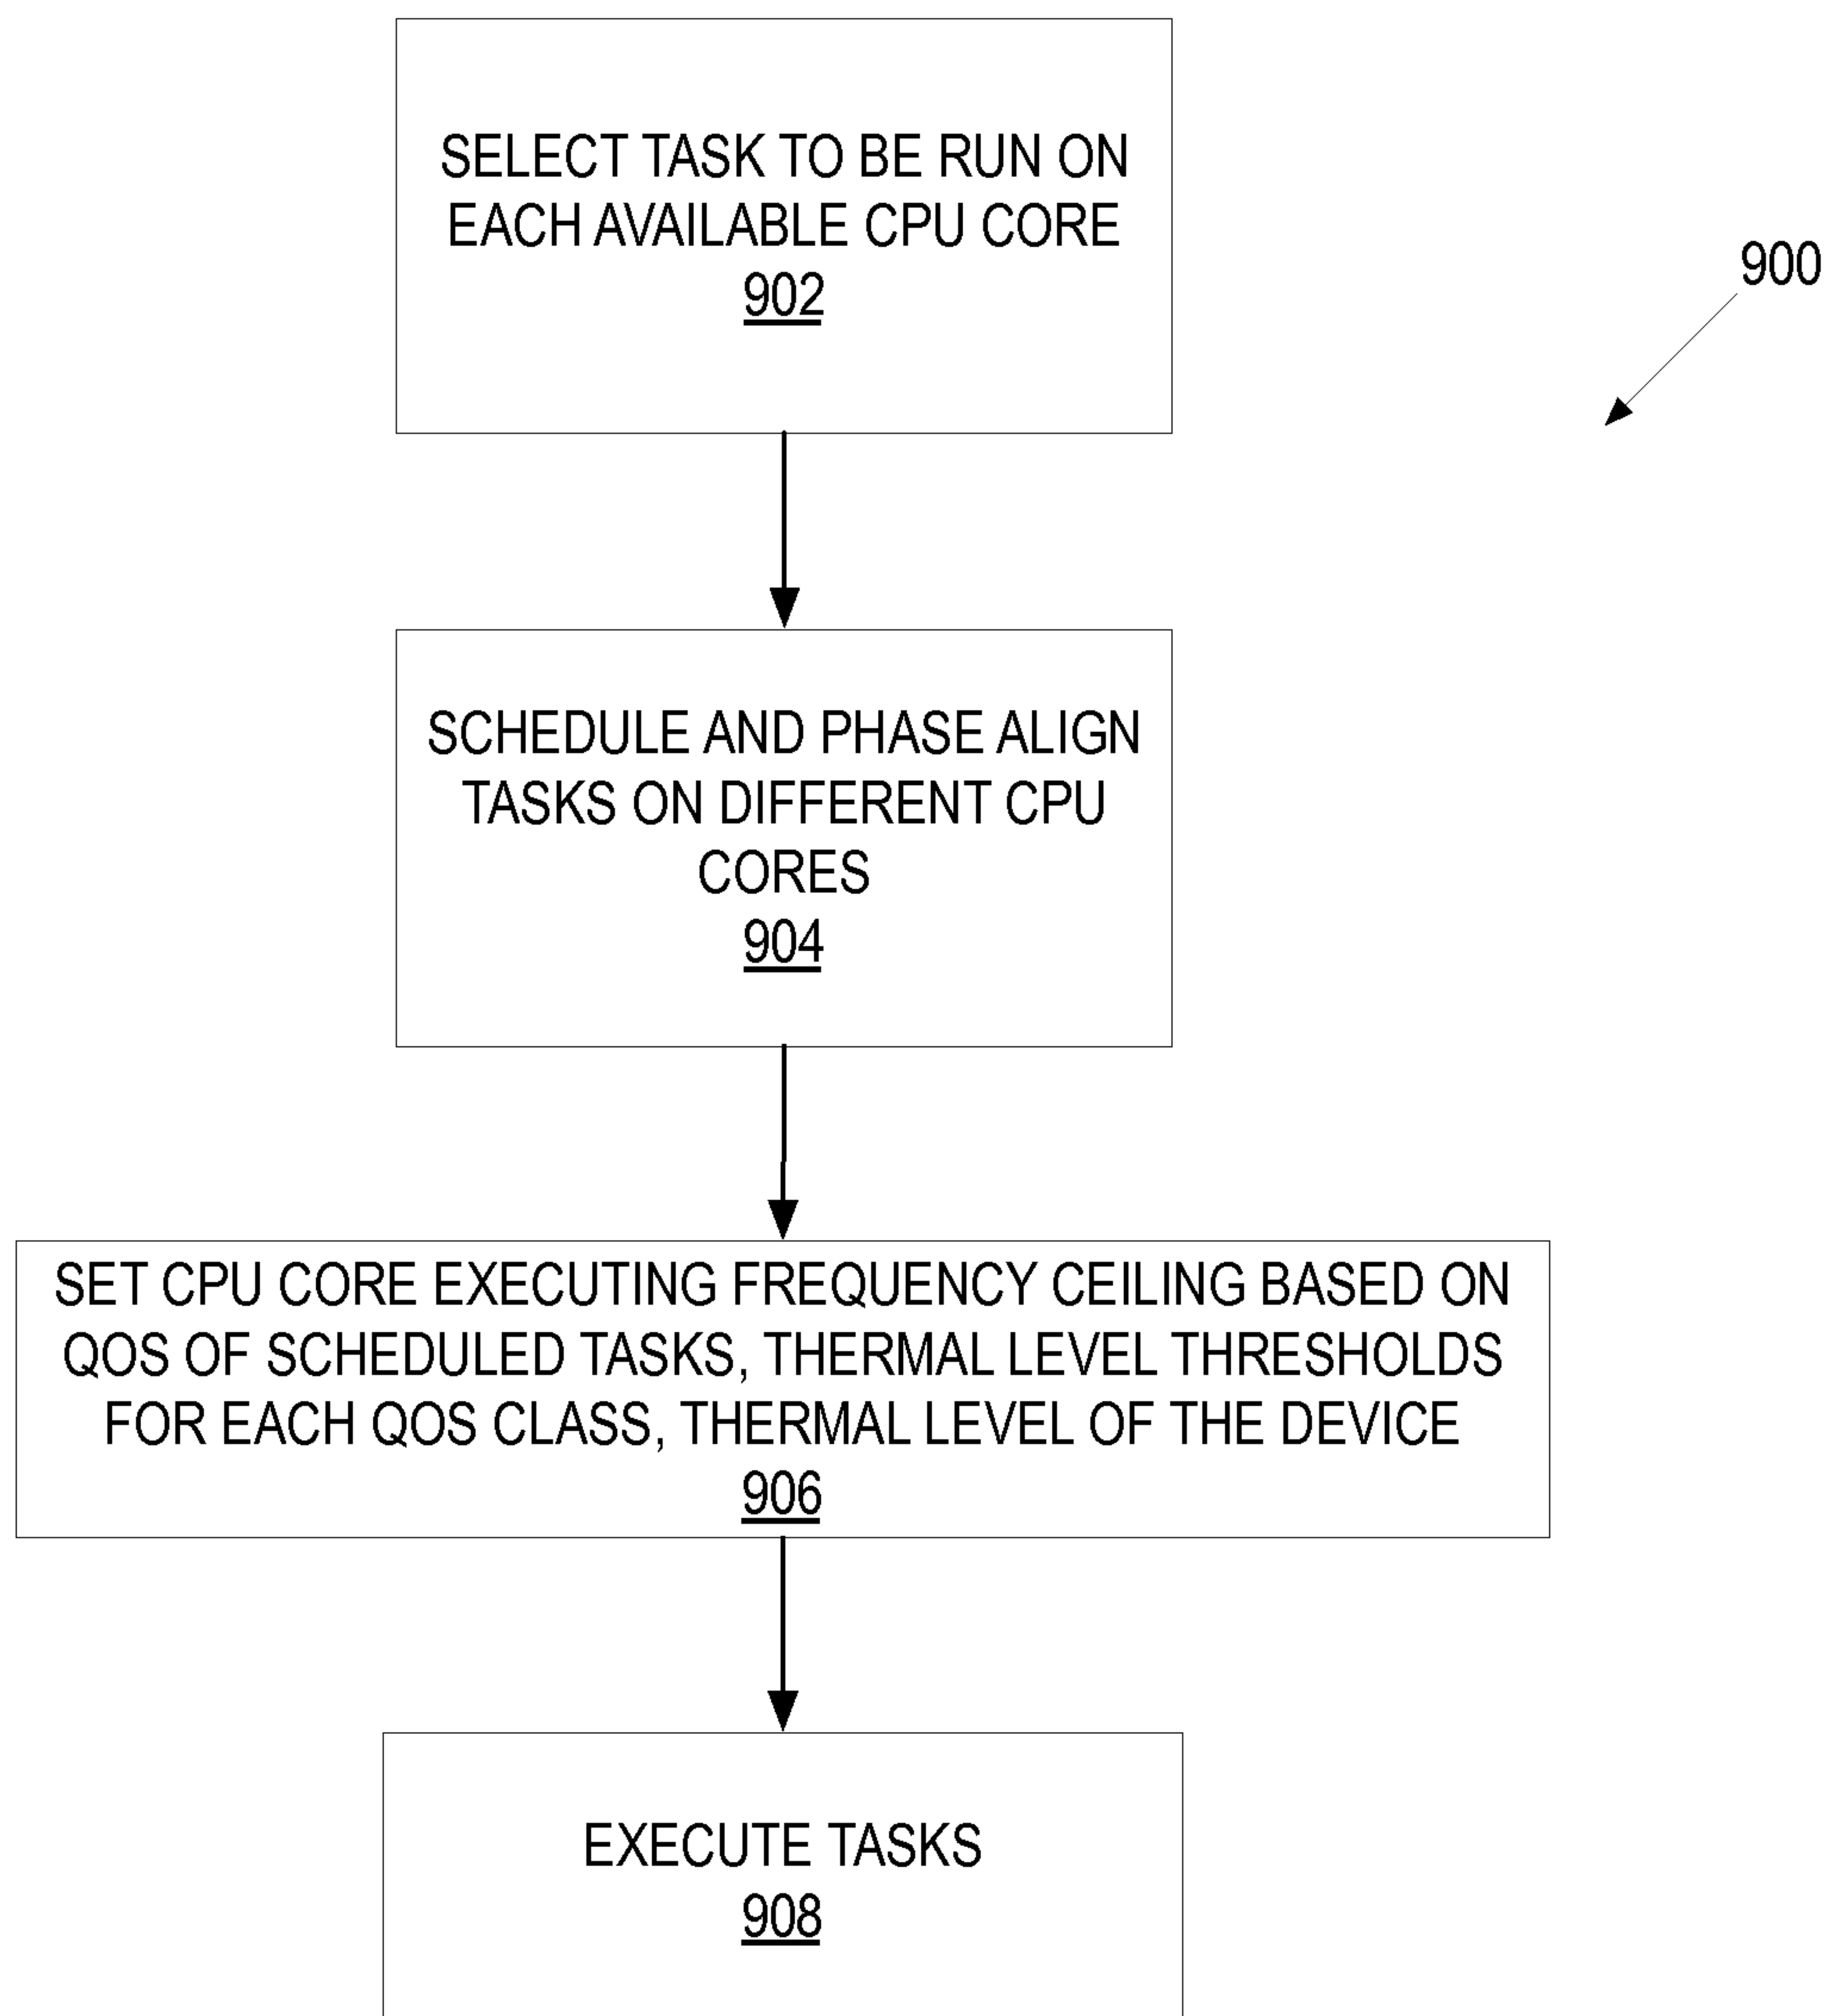 SELECT TASK TO BE RUN ON
EACH AVAILABLE CPU CORE
902
900
SCHEDULE AND PHASE ALIGN
TASKS ON DIFFERENT CPU
CORES
904
SET CPU CORE EXECUTING FREQUENCY CEILING BASED ON
QOS OF SCHEDULED TASKS, THERMAL LEVEL THRESHOLDS
FOR EACH QOS CLASS, THERMAL LEVEL OF THE DEVICE
906
EXECUTE TASKS
908